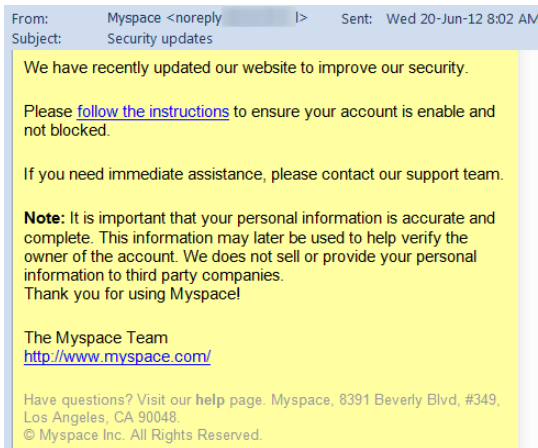 From: Myspace <noreply l> Sent: Wed 20-Jun-12 8:02 AM
Subject: Security updates
We have recently updated our website to improve our security.
Please follow the instructions to ensure your account is enable and
not blocked.
If you need immediate assistance, please contact our support team.
Note: It is important that your personal information is accurate and
complete. This information may later be used to help verify the
owner of the account. We does not sell or provide your personal
information to third party companies.
Thank you for using Myspace!
The Myspace Team
http://www.myspace.com/
Have questions? Visit our help page. Myspace, 8391 Beverly Blvd, #349,
Los Angeles, CA 90048.
© Myspace Inc. All Rights Reserved.